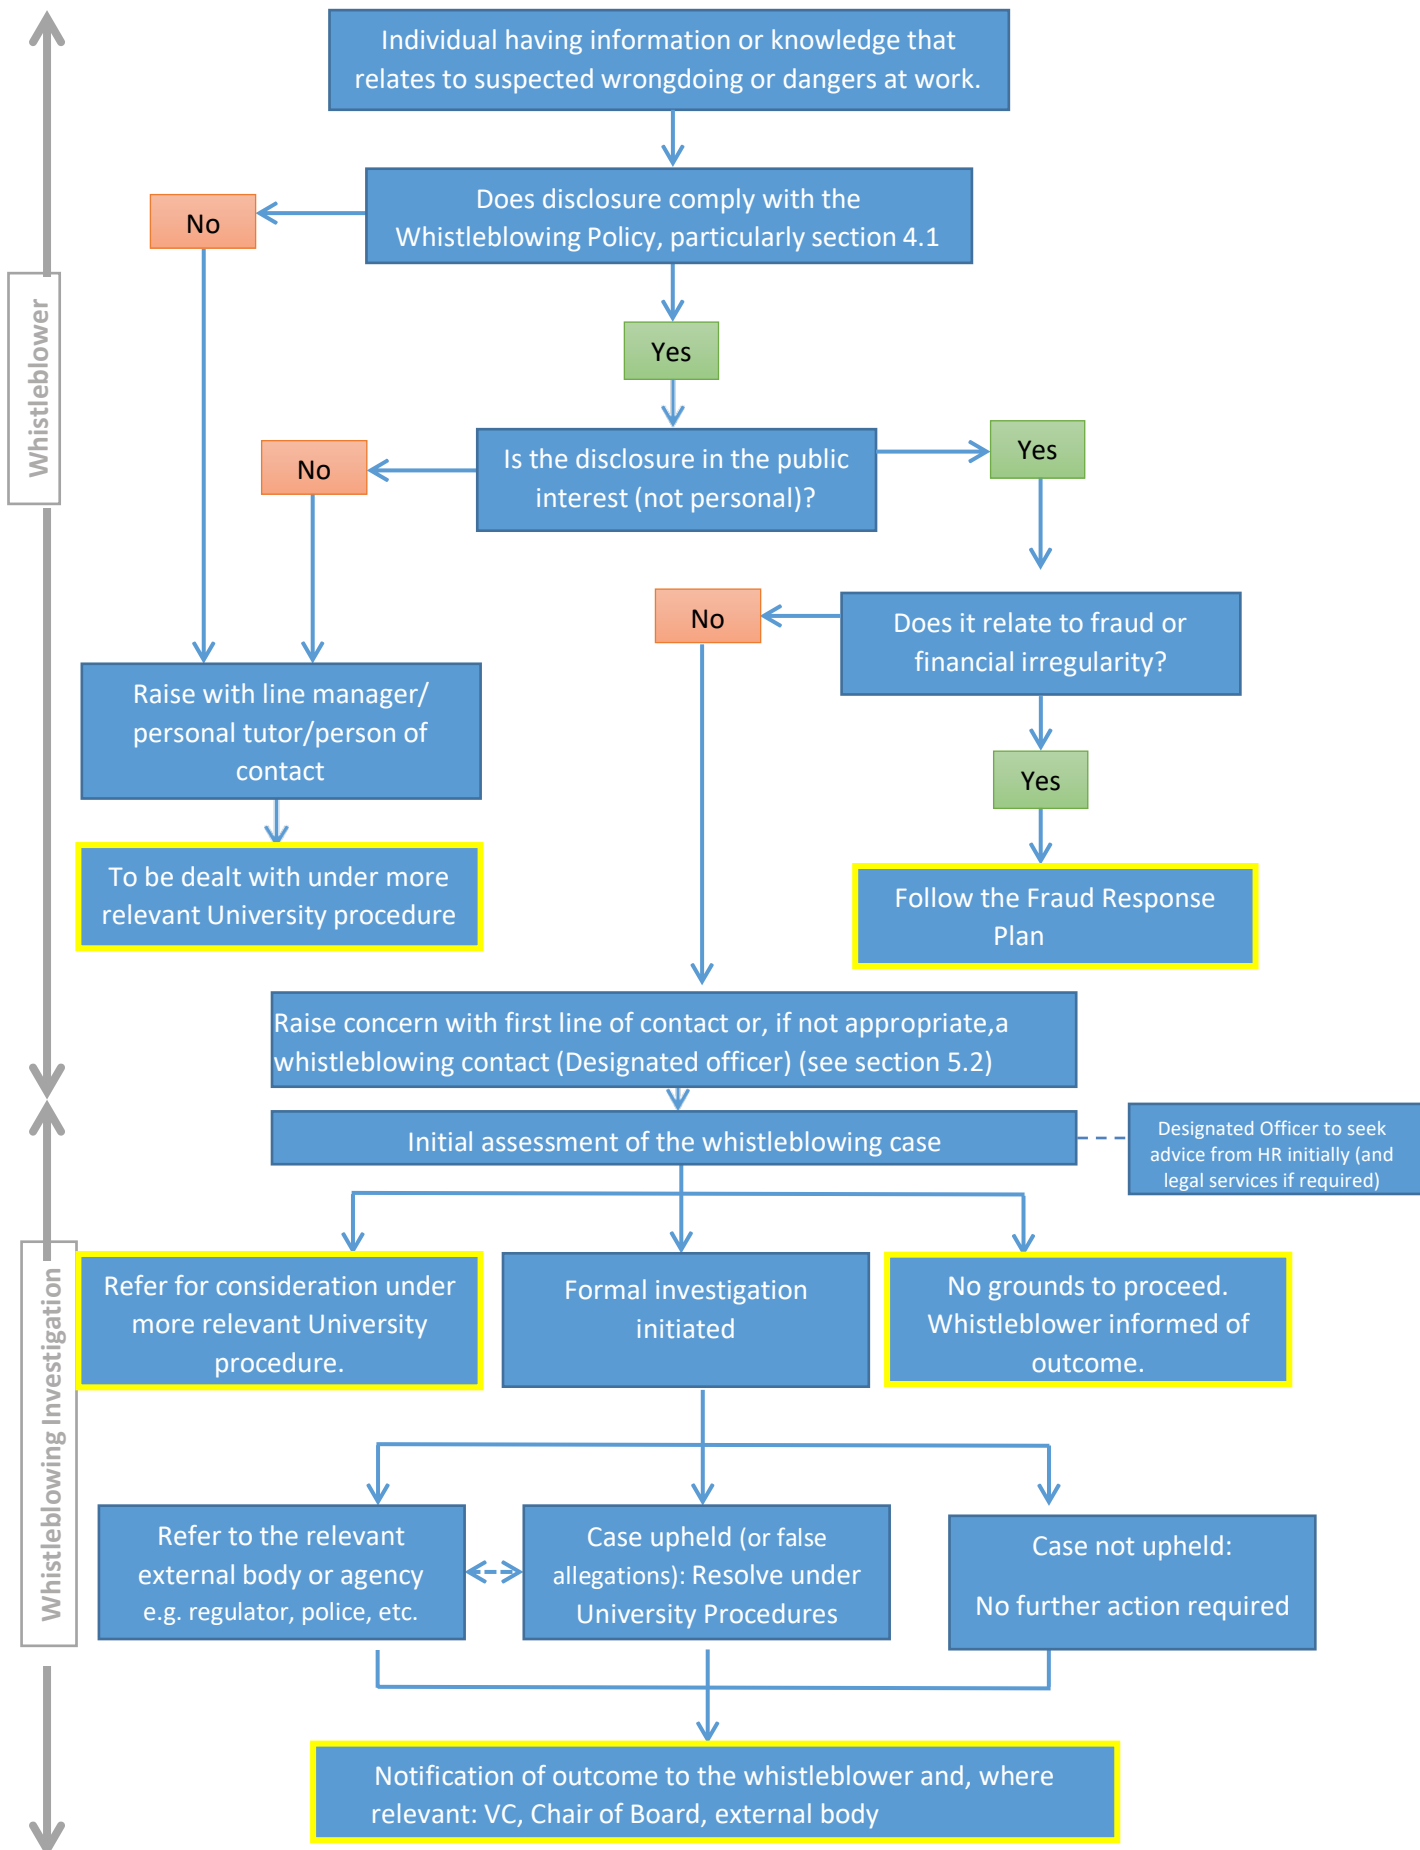 Individual having information or knowledge that
relates to suspected wrongdoing or dangers at work.
Does disclosure comply with the
Whistleblowing Policy, particularly section 4.1
No
Yes
Whistleblower
Is the disclosure in the public
interest (not personal)?
No
Yes
Does it relate to fraud or
financial irregularity?
No
Yes
Raise with line manager/
personal tutor/person of
contact
To be dealt with under more
relevant University procedure
Follow the Fraud Response
Plan
Raise concern with first line of contact or, if not appropriate,a
whistleblowing contact (Designated officer) (see section 5.2)
Initial assessment of the whistleblowing case
Designated Officer to seek
advice from HR initially (and
legal services if required)
Whistleblowing Investigation
Refer for consideration under
more relevant University
procedure.
Formal investigation
initiated
No grounds to proceed.
Whistleblower informed of
outcome.
Refer to the relevant
external body or agency
e.g. regulator, police, etc.
Case upheld (or false
allegations): Resolve under
University Procedures
Case not upheld:
No further action required
Notification of outcome to the whistleblower and, where
relevant: VC, Chair of Board, external body